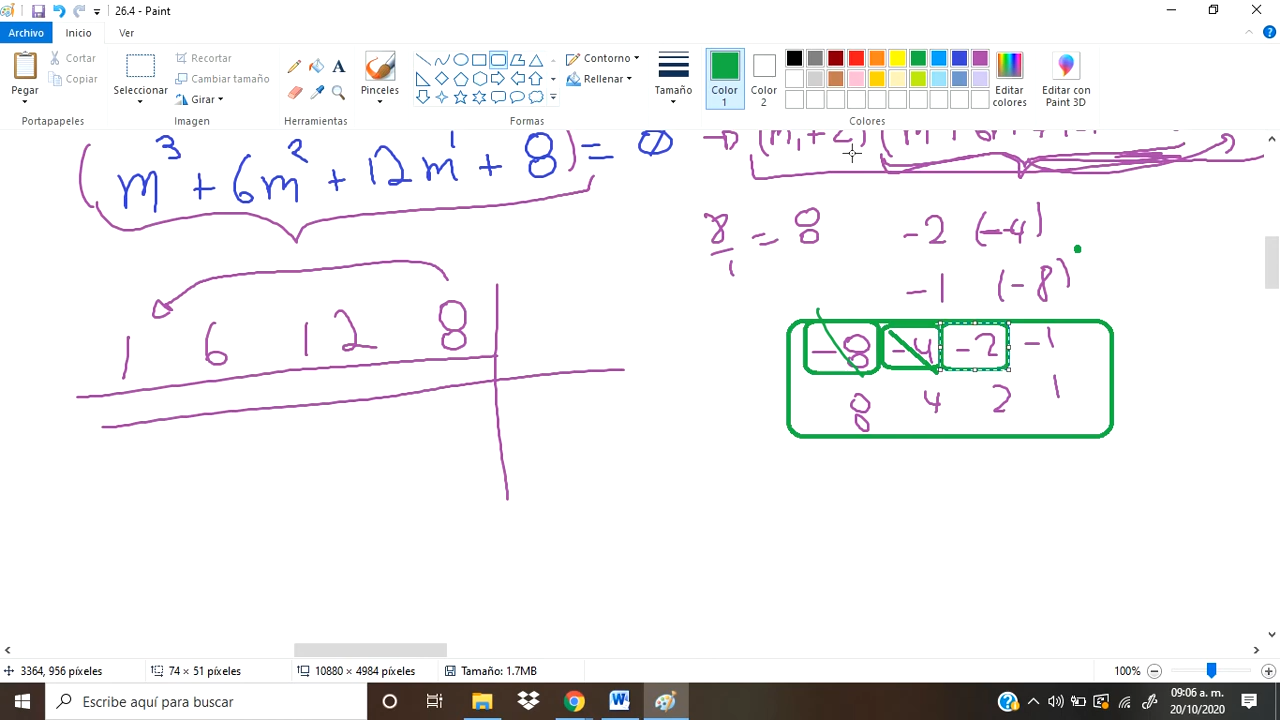 26.4 - Paint
Archivo Inicio Ver
Pegar
Cortar
Copiar
Portapapeles
Seleccionar
Recortar
Cambiar tamaño
Girar
Imagen
A
Herramientas
Pinceles
Contorno
Rellenar
Formas
Tamaño
Color 1
Color 2
Editar colores
Editar con Paint 3D
Colores
(m³ + 6m² + 12m¹ + 8) = 0
(m + 2)
8/1 = 8 -2 (-4)
-1 (-8)
1 6 12 8
-8 -4 -2 -1
8 4 2 1
3364, 956 píxeles 74 × 51 píxeles 10880 × 4984 píxeles Tamaño: 1.7MB 100%
Escribe aquí para buscar
09:06 a. m.
20/10/2020